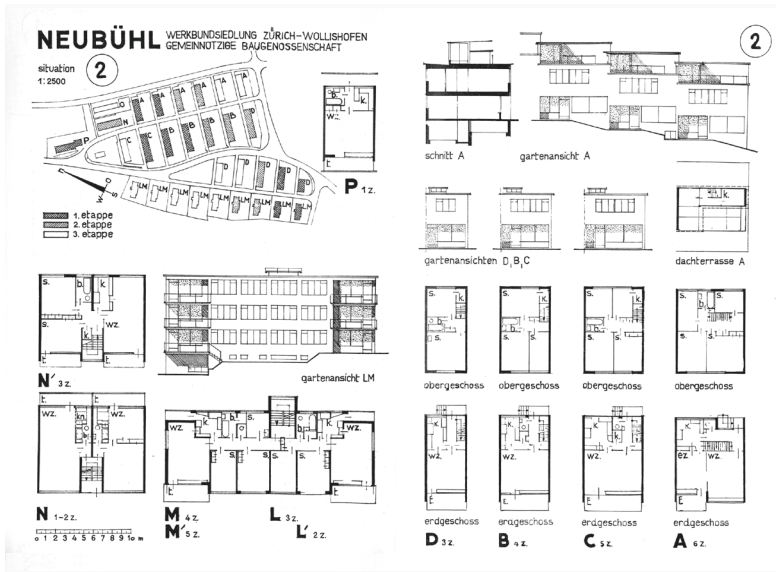 NEUBÜHL WERKBUNDSIEDLUNG ZÜRICH-WOLLISHOFEN
GEMEINNÜTZIGE BAUGENOSSENSCHAFT
2
situation 2
1:2500
P 1 z.
1. etappe
2. etappe
3. etappe
schnitt A
gartenansicht A
gartenansichten D, B, C
dachterrasse A
N' 3 z.
gartenansicht LM
obergeschoss
obergeschoss
obergeschoss
obergeschoss
N 1-2 z.
M 4 z.
M' 5 z.
L 3 z.
L' 2 z.
erdgeschoss
erdgeschoss
erdgeschoss
erdgeschoss
D 3 z.
B 4 z.
C 5 z.
A 6 z.
0 1 2 3 4 5 6 7 8 9 10 m